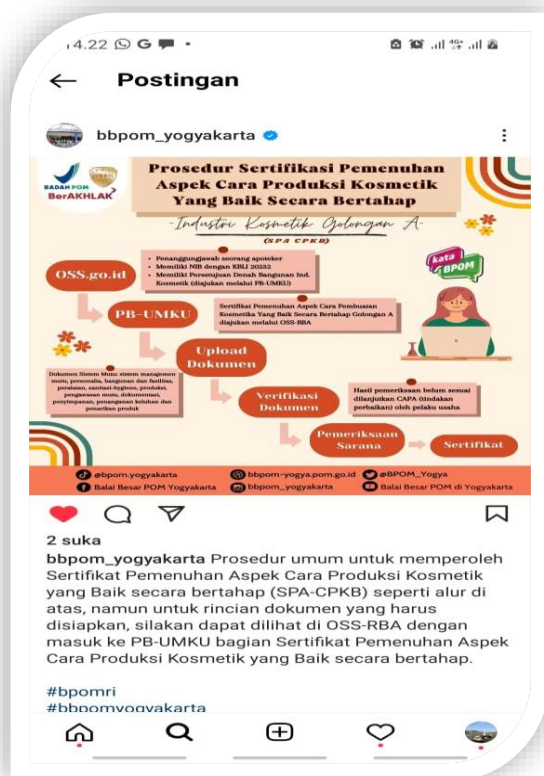 14.22
4G+
Postingan
bbpom_yogyakarta
BADAN POM
BerAKHLAK
Prosedur Sertifikasi Pemenuhan
Aspek Cara Produksi Kosmetik
Yang Baik Secara Bertahap
-Industri Kosmetik Golongan A-
(SPA CPKB)
kata
BPOM
OSS.go.id
• Penanggungjawab seorang apoteker
• Memiliki NIB dengan KBLI 20232
• Memiliki Persetujuan Denah Bangunan Ind.
Kosmetik (diajukan melalui PB-UMKU)
PB-UMKU
Sertifikat Pemenuhan Aspek Cara Pembuatan
Kosmetika Yang Baik Secara Bertahap Golongan A
diajukan melalui OSS-RBA
Upload
Dokumen
Dokumen Sistem Mutu: sistem manajemen
mutu, personalia, bangunan dan fasilitas,
peralatan, sanitasi-hygiene, produksi,
pengawasan mutu, dokumentasi,
penyimpanan, penanganan keluhan dan
penarikan produk
Verifikasi
Dokumen
Hasil pemeriksaan belum sesuai
dilanjutkan CAPA (tindakan
perbaikan) oleh pelaku usaha
Pemeriksaan
Sarana
Sertifikat
@bpom.yogyakarta
bbpom-yogya.pom.go.id
@BPOM_Yogya
Balai Besar POM Yogyakarta
bbpom_yogyakarta
Balai Besar POM di Yogyakarta
2 suka
bbpom_yogyakarta Prosedur umum untuk memperoleh
Sertifikat Pemenuhan Aspek Cara Produksi Kosmetik
yang Baik secara bertahap (SPA-CPKB) seperti alur di
atas, namun untuk rincian dokumen yang harus
disiapkan, silakan dapat dilihat di OSS-RBA dengan
masuk ke PB-UMKU bagian Sertifikat Pemenuhan Aspek
Cara Produksi Kosmetik yang Baik secara bertahap.
#bpomri
#bbpomyogyakarta